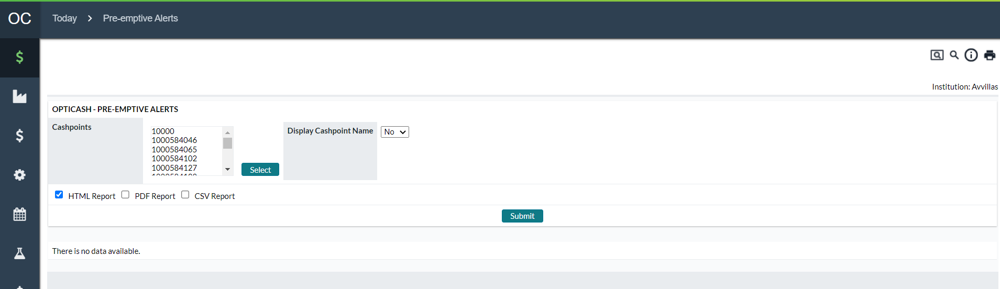 OC
Today > Pre-emptive Alerts
Institution: Avvillas
OPTICASH - PRE-EMPTIVE ALERTS
Cashpoints
10000
1000584046
1000584065
1000584102
1000584127
Select
Display Cashpoint Name
No
HTML Report
PDF Report
CSV Report
Submit
There is no data available.